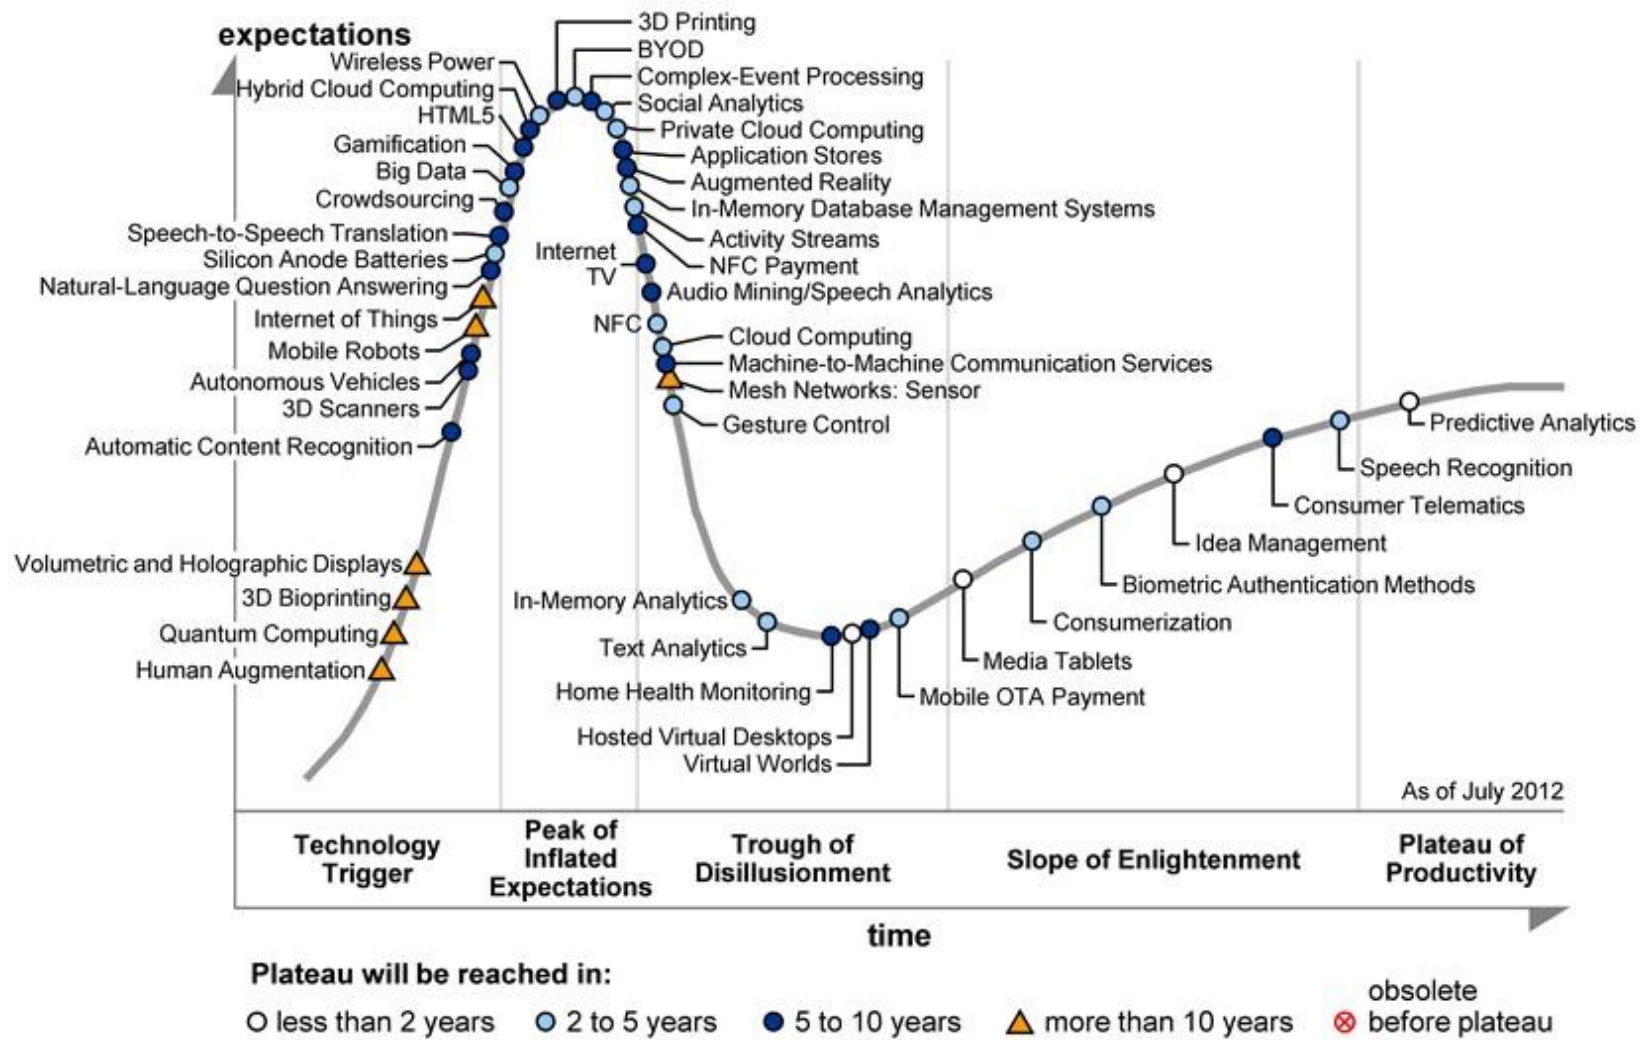 expectations
Wireless Power
Hybrid Cloud Computing
HTML5
Gamification
Big Data
Crowdsourcing
Speech-to-Speech Translation
Silicon Anode Batteries
Natural-Language Question Answering
Internet of Things
Mobile Robots
Autonomous Vehicles
3D Scanners
Automatic Content Recognition
Volumetric and Holographic Displays
3D Bioprinting
Quantum Computing
Human Augmentation
3D Printing
BYOD
Complex-Event Processing
Social Analytics
Private Cloud Computing
Application Stores
Augmented Reality
In-Memory Database Management Systems
Activity Streams
NFC Payment
Internet
TV
Audio Mining/Speech Analytics
NFC
Cloud Computing
Machine-to-Machine Communication Services
Mesh Networks: Sensor
Gesture Control
In-Memory Analytics
Text Analytics
Home Health Monitoring
Hosted Virtual Desktops
Virtual Worlds
Mobile OTA Payment
Media Tablets
Consumerization
Biometric Authentication Methods
Idea Management
Consumer Telematics
Speech Recognition
Predictive Analytics
As of July 2012
Technology
Trigger
Peak of
Inflated
Expectations
Trough of
Disillusionment
Slope of Enlightenment
Plateau of
Productivity
time
Plateau will be reached in:
less than 2 years
2 to 5 years
5 to 10 years
more than 10 years
obsolete
before plateau